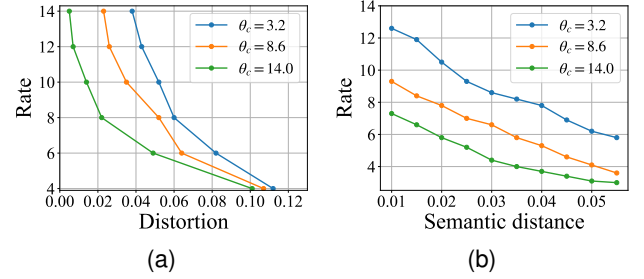 14
12
10
8
6
4
Rate
θc = 3.2
θc = 8.6
θc = 14.0
0.00 0.02 0.04 0.06 0.08 0.10 0.12
Distortion
(a)
14
12
10
8
6
4
Rate
θc = 3.2
θc = 8.6
θc = 14.0
0.01 0.02 0.03 0.04 0.05
Semantic distance
(b)